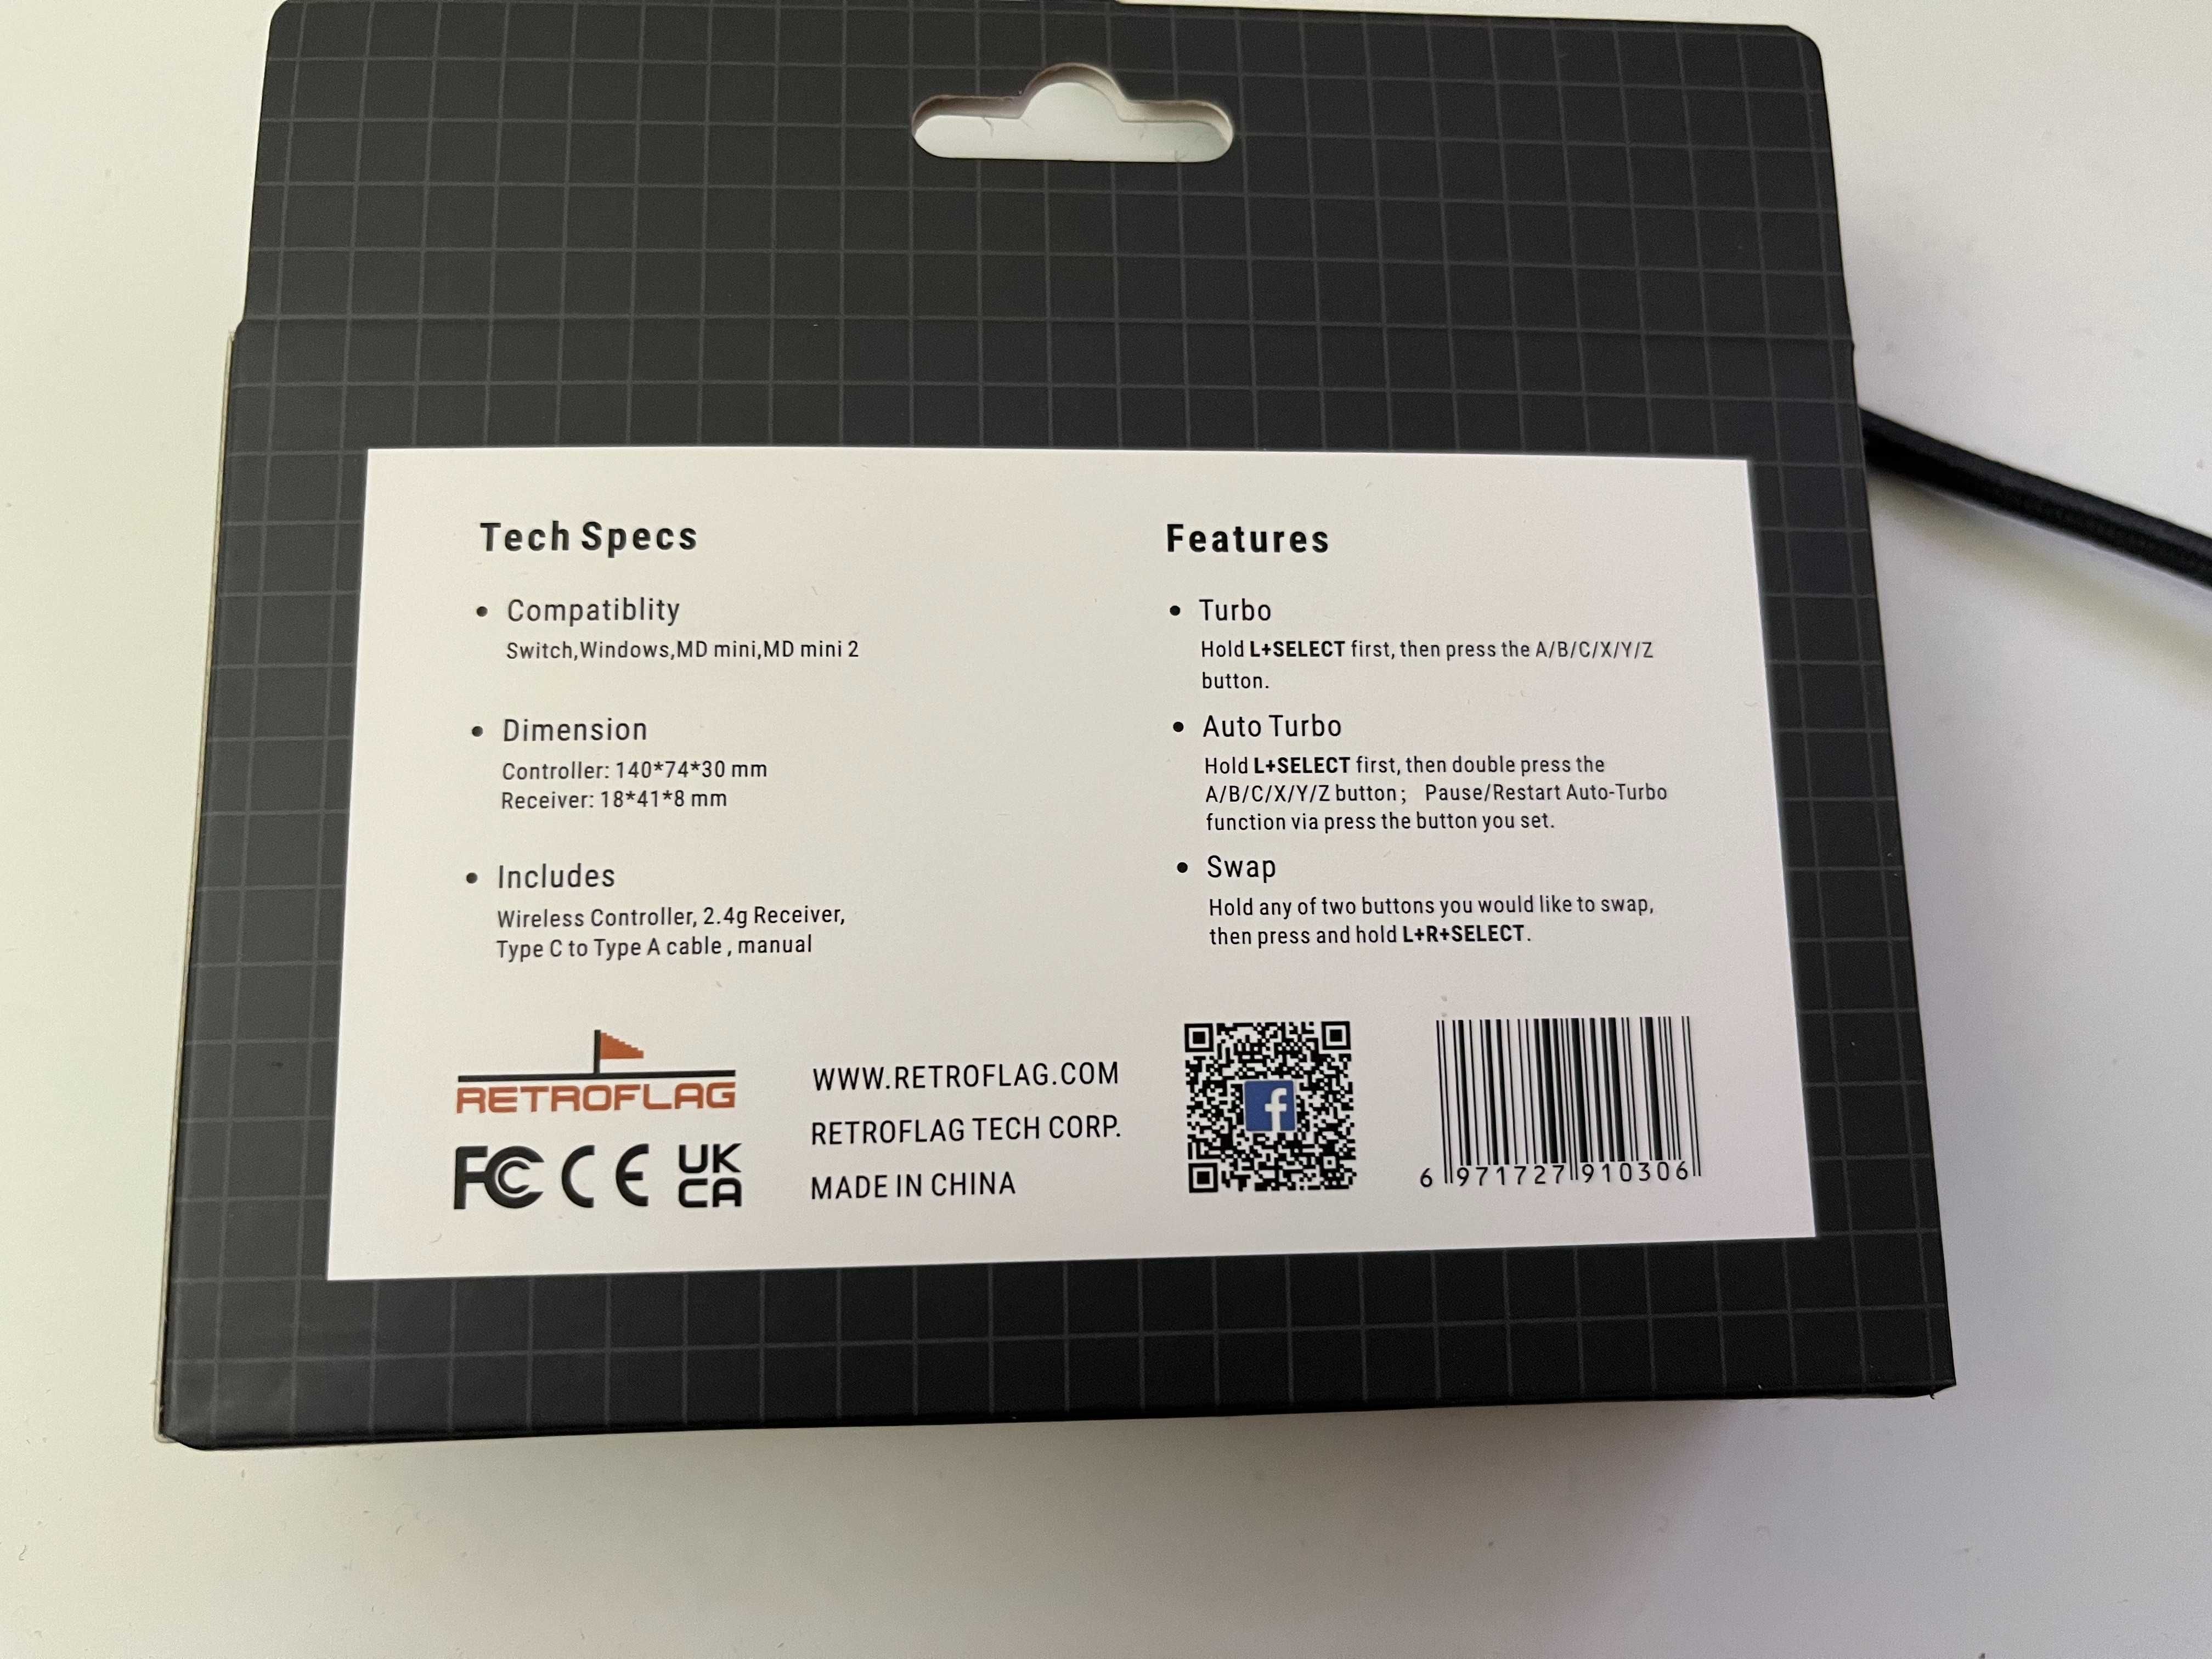 Tech Specs
• Compatiblity
Switch,Windows,MD mini,MD mini 2
• Dimension
Controller: 140*74*30 mm
Receiver: 18*41*8 mm
• Includes
Wireless Controller, 2.4g Receiver,
Type C to Type A cable , manual
Features
• Turbo
Hold L+SELECT first, then press the A/B/C/X/Y/Z
button.
• Auto Turbo
Hold L+SELECT first, then double press the
A/B/C/X/Y/Z button; Pause/Restart Auto-Turbo
function via press the button you set.
• Swap
Hold any of two buttons you would like to swap,
then press and hold L+R+SELECT.
RETROFLAG
FC CE UK
CA
WWW.RETROFLAG.COM
RETROFLAG TECH CORP.
MADE IN CHINA
f
6 971727 910306